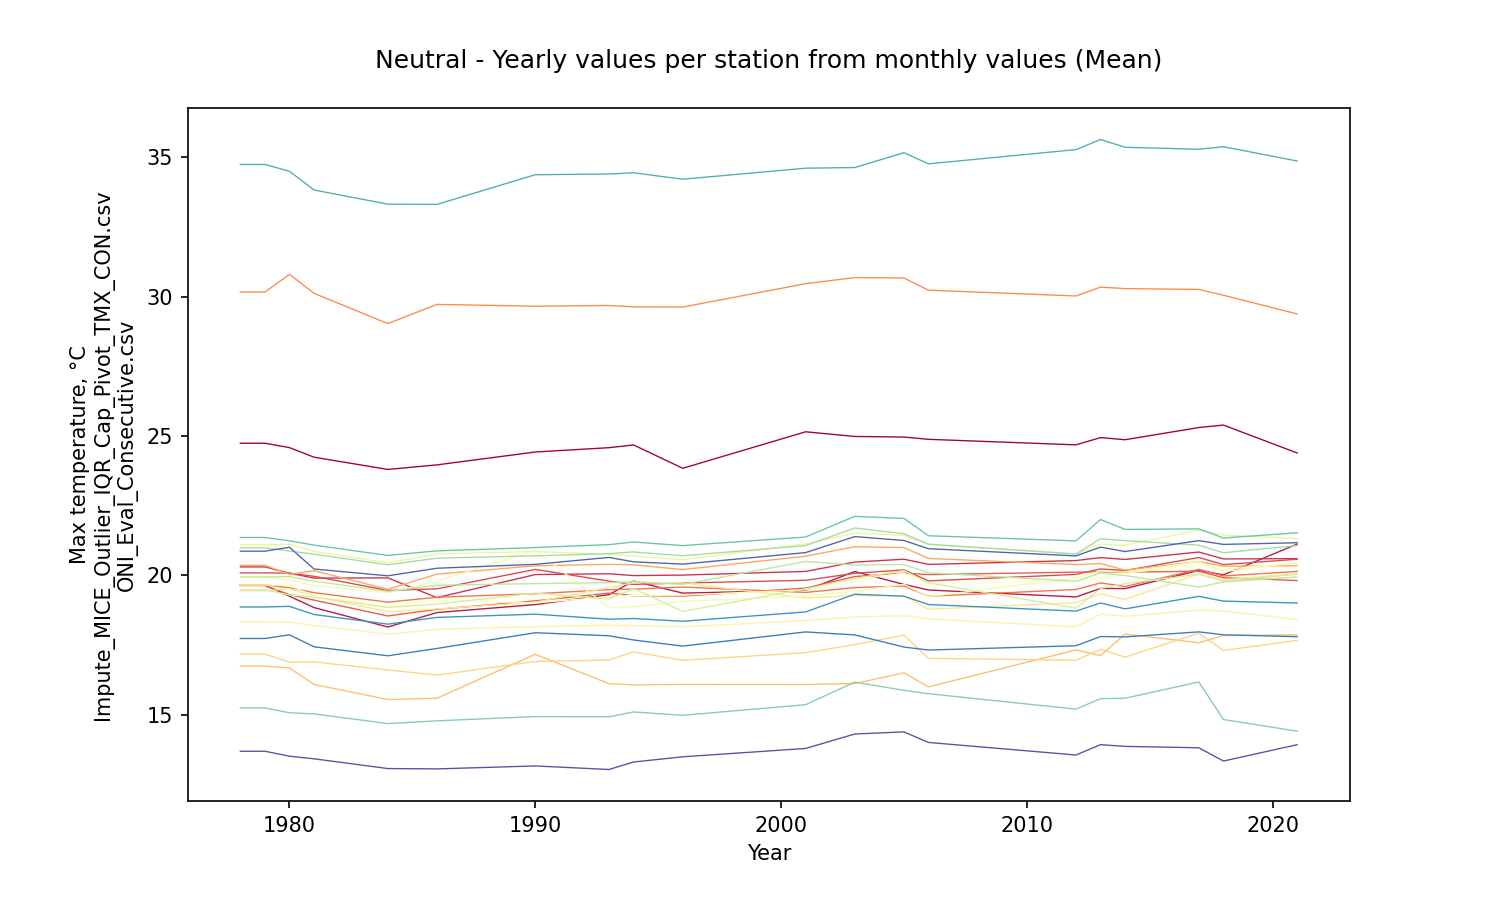 Neutral - Yearly values per station from monthly values (Mean)
Max temperature, °C
Impute_MICE_Outlier_IQR_Cap_Pivot_TMX_CON.csv
ONI_Eval_Consecutive.csv
35
30
25
20
15
1980
1990
2000
2010
2020
Year